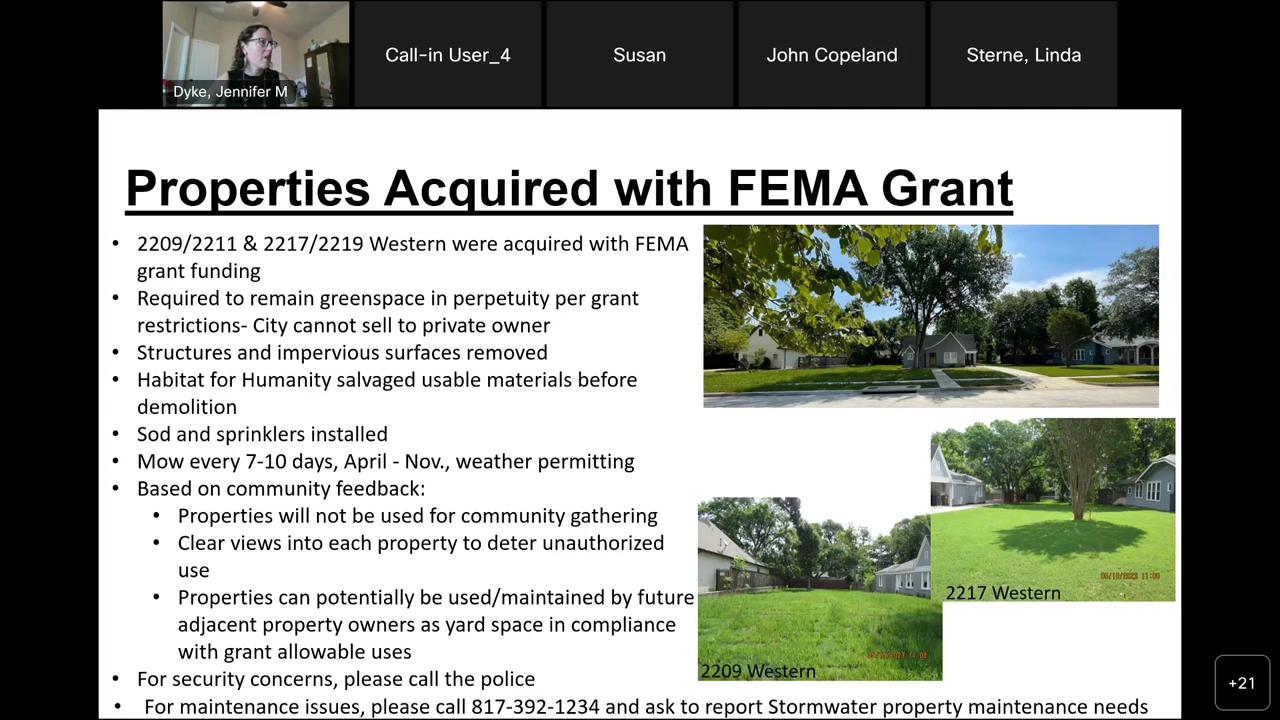 Dyke, Jennifer M
Call-in User_4
Susan
John Copeland
Sterne, Linda
Properties Acquired with FEMA Grant
• 2209/2211 & 2217/2219 Western were acquired with FEMA
grant funding
• Required to remain greenspace in perpetuity per grant
restrictions- City cannot sell to private owner
• Structures and impervious surfaces removed
• Habitat for Humanity salvaged usable materials before
demolition
• Sod and sprinklers installed
• Mow every 7-10 days, April - Nov., weather permitting
• Based on community feedback:
• Properties will not be used for community gathering
• Clear views into each property to deter unauthorized
use
• Properties can potentially be used/maintained by future
adjacent property owners as yard space in compliance
with grant allowable uses
• For security concerns, please call the police
• For maintenance issues, please call 817-392-1234 and ask to report Stormwater property maintenance needs
2217 Western
2209 Western
+21